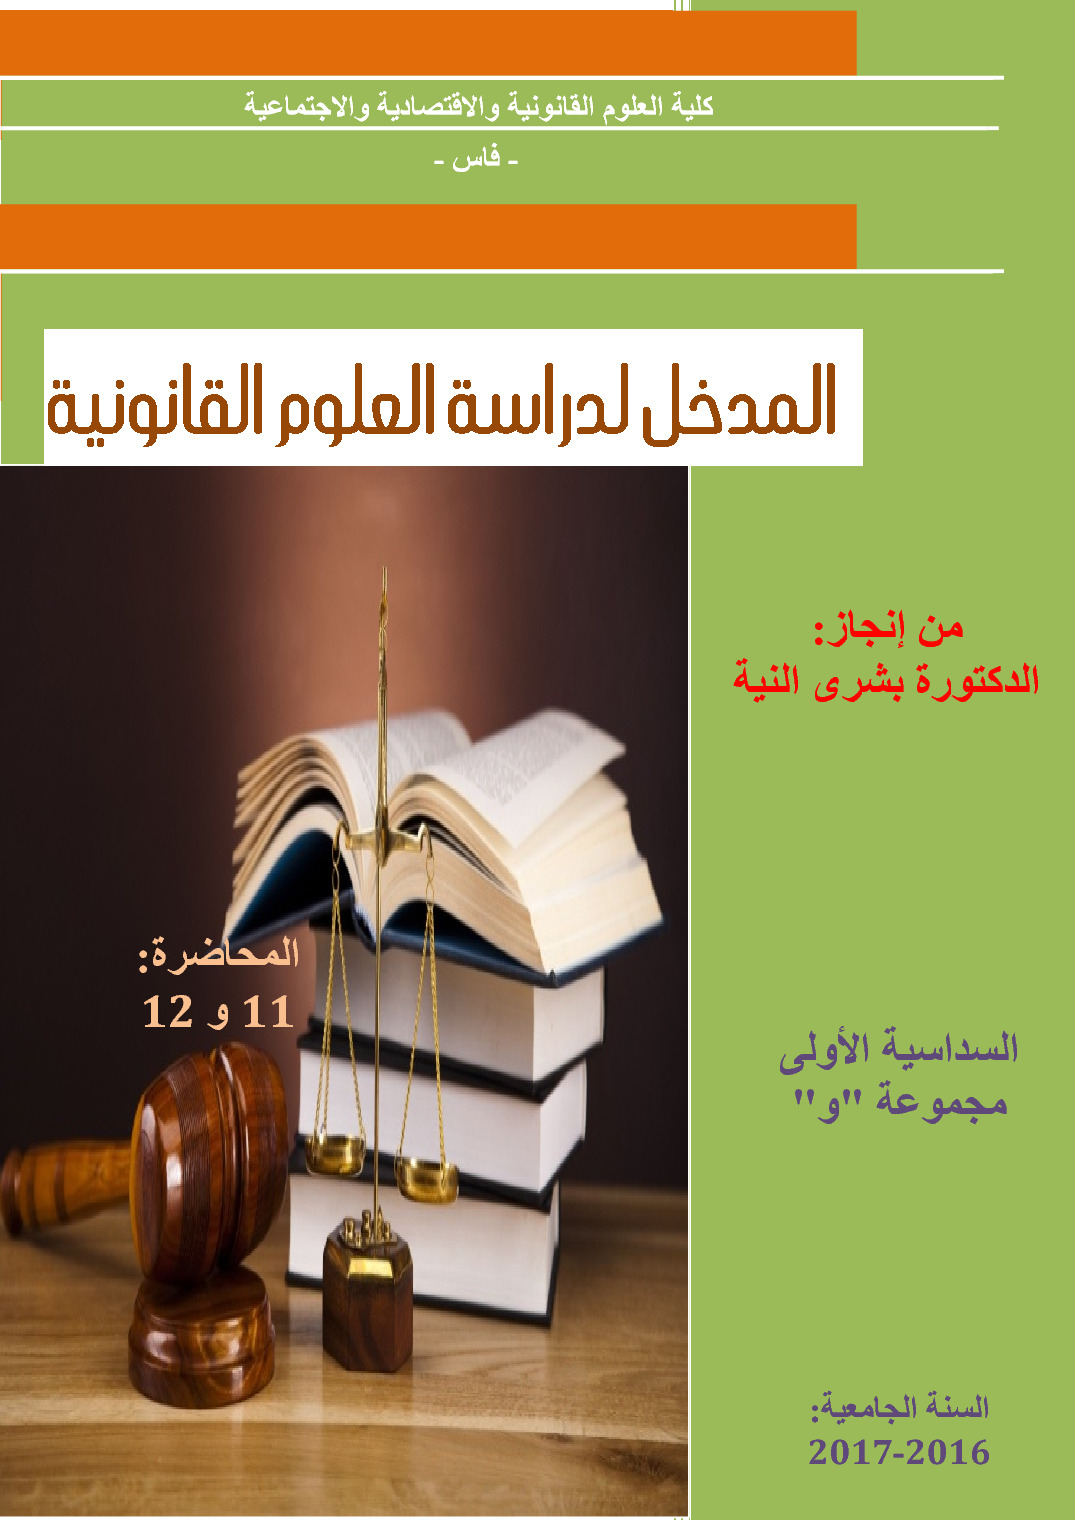 كلية العلوم القانونية والاقتصادية والاجتماعية
- فاس -
المدخل لدراسة العلوم القانونية
من إنجاز:
الدكتورة بشرى النية
المحاضرة:
11 و 12
السداسية الأولى
مجموعة "و"
السنة الجامعية:
2017-2016